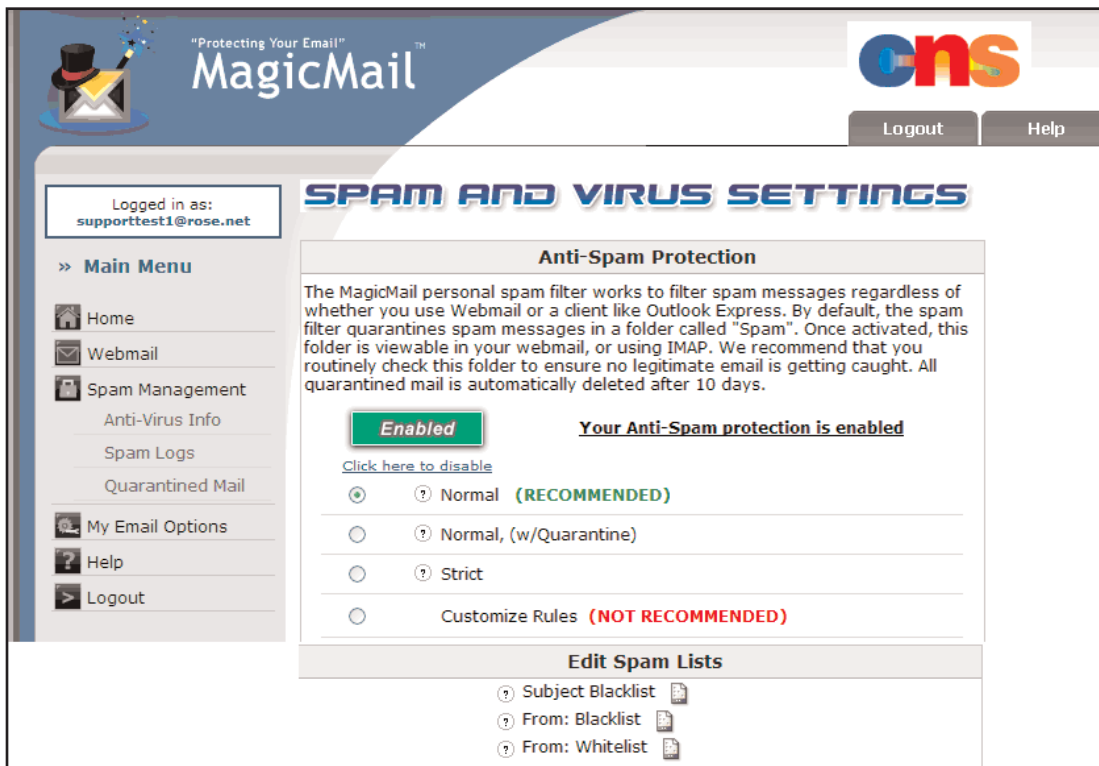 "Protecting Your Email"
MagicMail™
cns
Logout
Help
Logged in as:
supporttest1@rose.net
» Main Menu
Home
Webmail
Spam Management
Anti-Virus Info
Spam Logs
Quarantined Mail
My Email Options
Help
Logout
SPAM AND VIRUS SETTINGS
Anti-Spam Protection
The MagicMail personal spam filter works to filter spam messages regardless of
whether you use Webmail or a client like Outlook Express. By default, the spam
filter quarantines spam messages in a folder called "Spam". Once activated, this
folder is viewable in your webmail, or using IMAP. We recommend that you
routinely check this folder to ensure no legitimate email is getting caught. All
quarantined mail is automatically deleted after 10 days.
Enabled
Your Anti-Spam protection is enabled
Click here to disable
? Normal (RECOMMENDED)
? Normal, (w/Quarantine)
? Strict
Customize Rules (NOT RECOMMENDED)
Edit Spam Lists
? Subject Blacklist
? From: Blacklist
? From: Whitelist